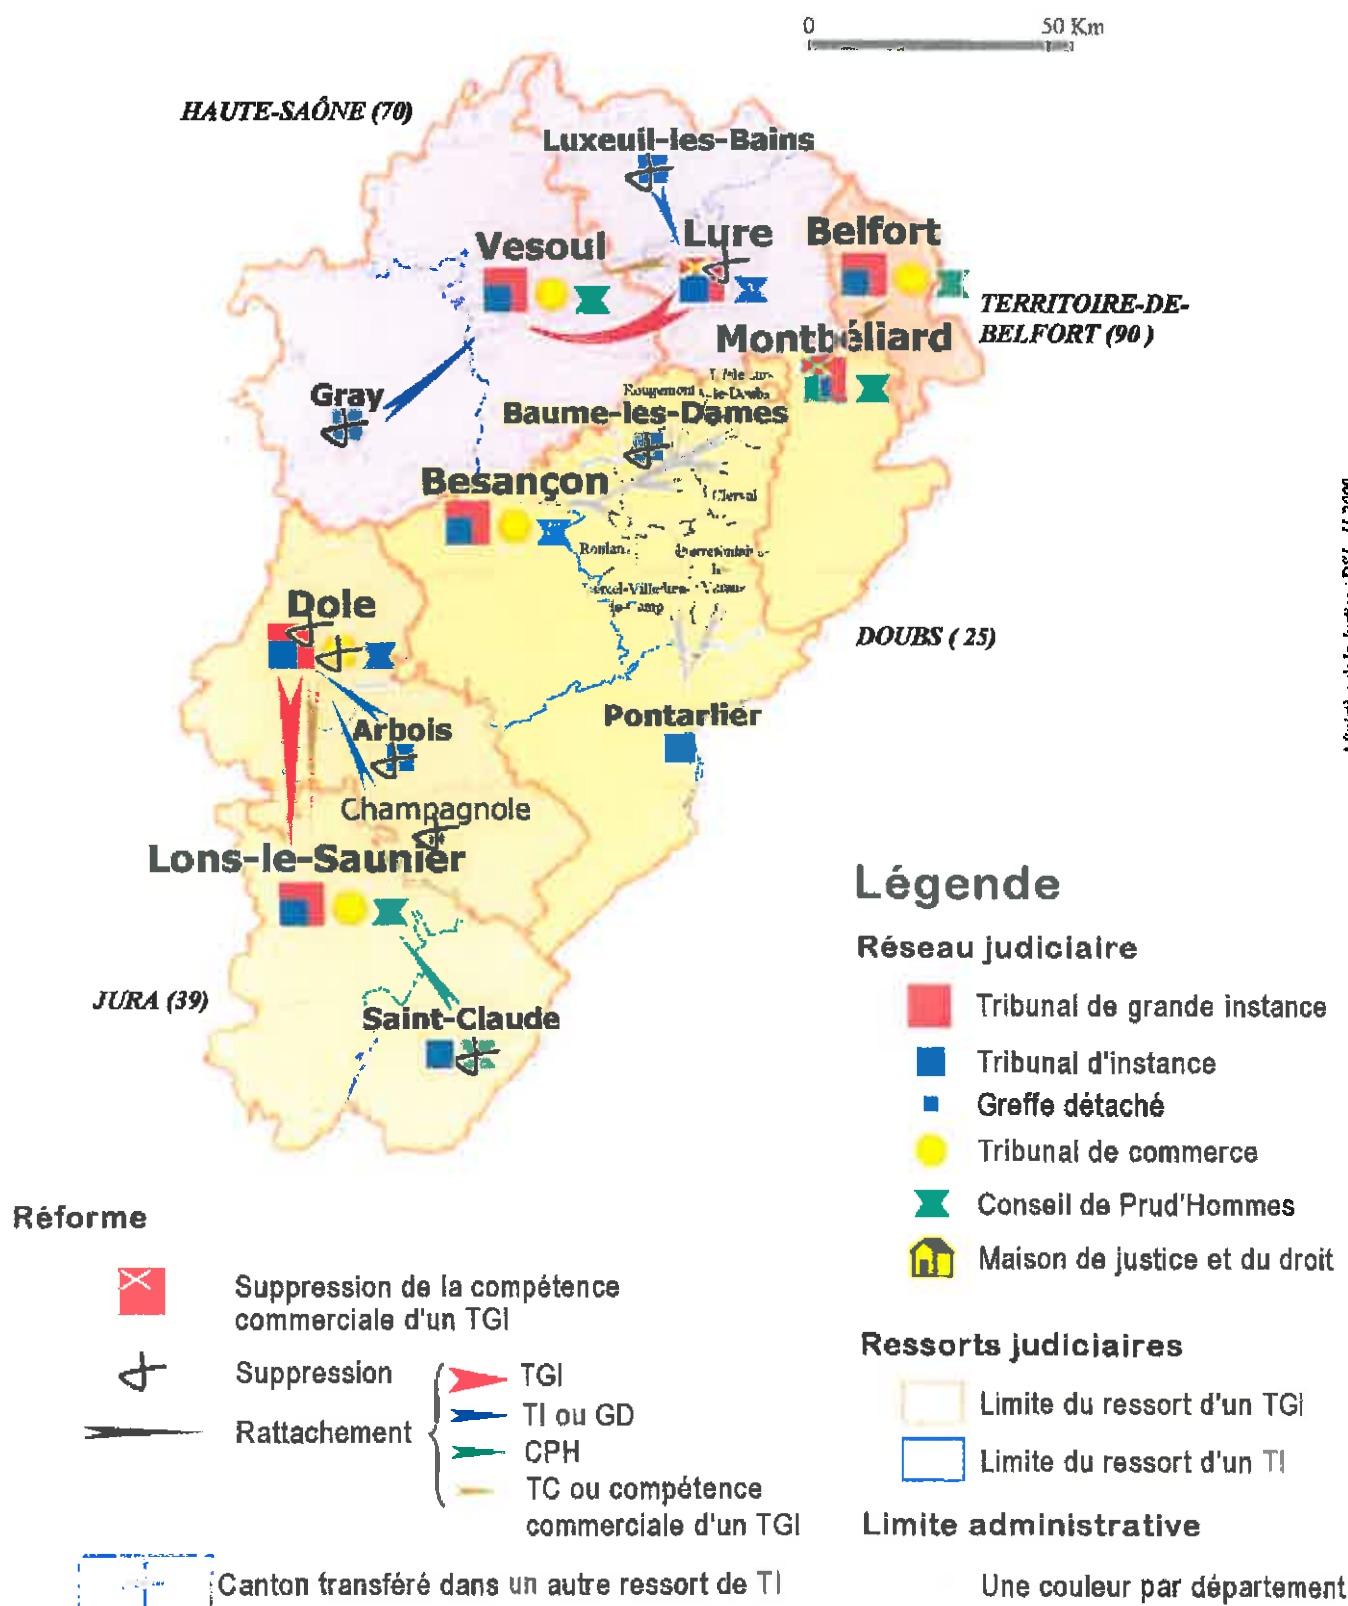 0 50 Km
HAUTE-SAÔNE (70)
Luxeuil-les-Bains
Vesoul
Lure
Belfort
TERRITOIRE-DE-
BELFORT (90)
Montbéliard
Gray
Rougemont
Baume-les-Dames
Besançon
Clerval
Dole
DOUBS ( 25)
Pontarlier
Arbois
Champagnole
Lons-le-Saunier
JURA (39)
Saint-Claude
Légende
Réseau judiciaire
Tribunal de grande instance
Tribunal d'instance
Greffe détaché
Tribunal de commerce
Conseil de Prud'Hommes
Maison de justice et du droit
Ressorts judiciaires
Limite du ressort d'un TGI
Limite du ressort d'un TI
Limite administrative
Une couleur par département
Réforme
Suppression de la compétence
commerciale d'un TGI
Suppression
Rattachement
TGI
TI ou GD
CPH
TC ou compétence
commerciale d'un TGI
Canton transféré dans un autre ressort de TI